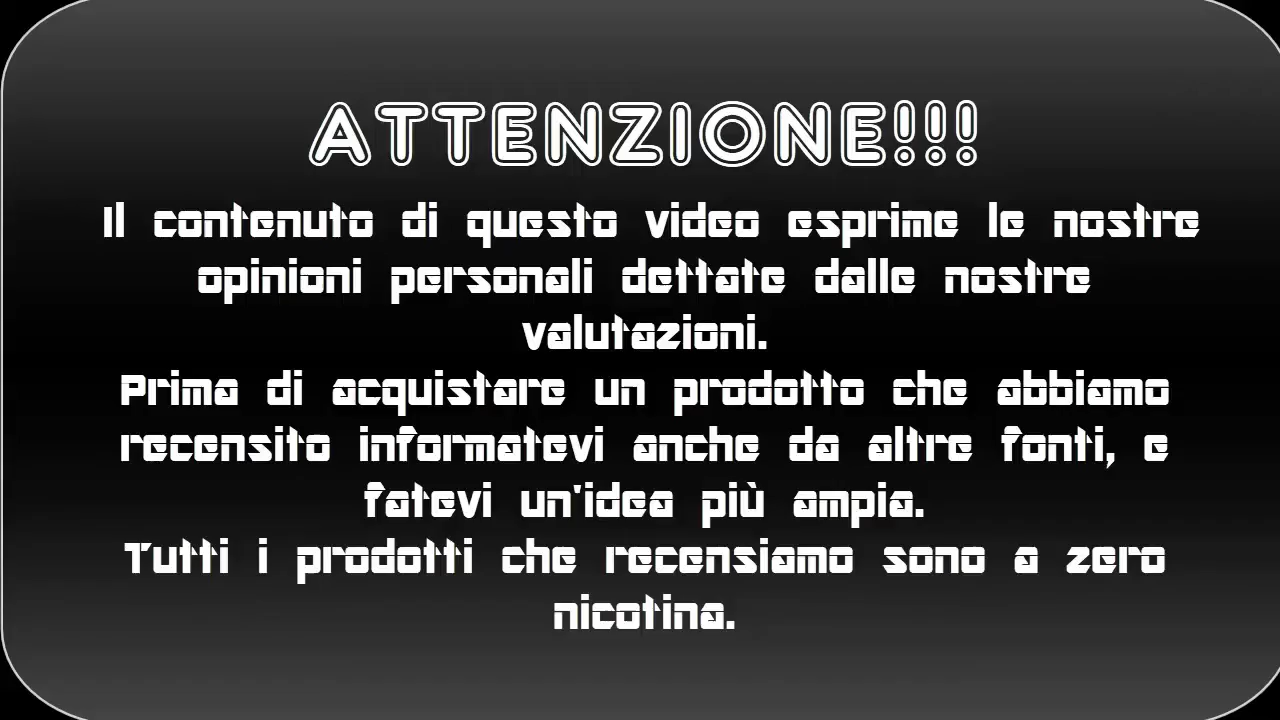 ATTENZIONE!!!
Il contenuto di questo video esprime le nostre
opinioni personali dettate dalle nostre
valutazioni.
Prima di acquistare un prodotto che abbiamo
recensito informatevi anche da altre fonti, e
fatevi un'idea più ampia.
Tutti i prodotti che recensiamo sono a zero
nicotina.